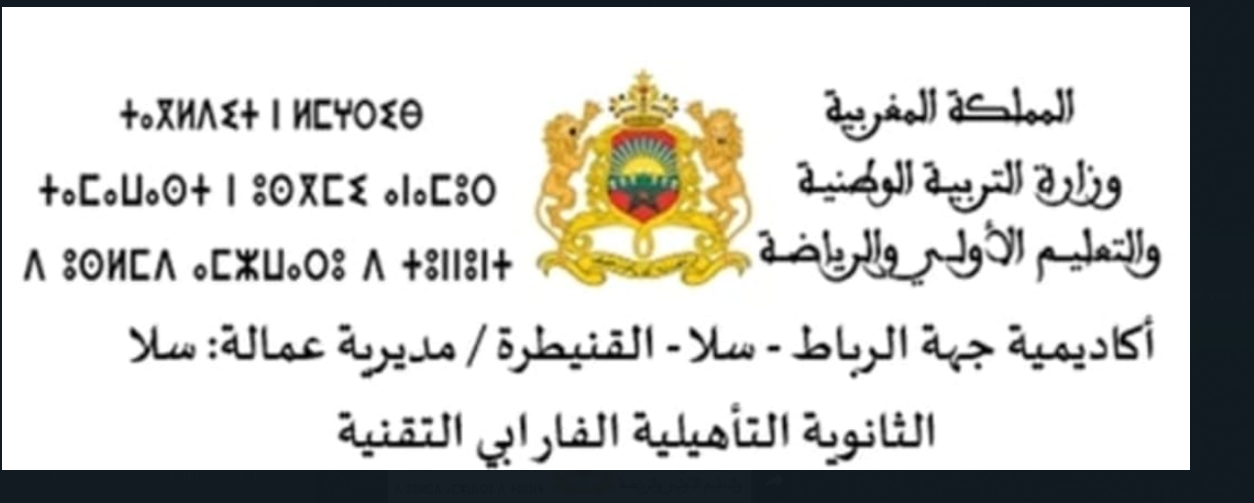 المملكة المغربية
وزارة التربية الوطنية
والتعليم الأولي والرياضة
ⵜⴰⴳⵍⴷⵉⵜ ⵏ ⵍⵎⵖⵔⵉⴱ
ⵜⴰⵎⴰⵡⴰⵙⵜ ⵏ ⵓⵙⴳⵎⵉ ⴰⵏⴰⵎⵓⵔ
ⴷ ⵓⵙⵍⵎⴷ ⴰⵎⵣⵡⴰⵔⵓ ⴷ ⵜⵓⵏⵏⵓⵏⵜ
أكاديمية جهة الرباط - سلا - القنيطرة / مديرية عمالة: سلا
الثانوية التأهيلية الفارابي التقنية